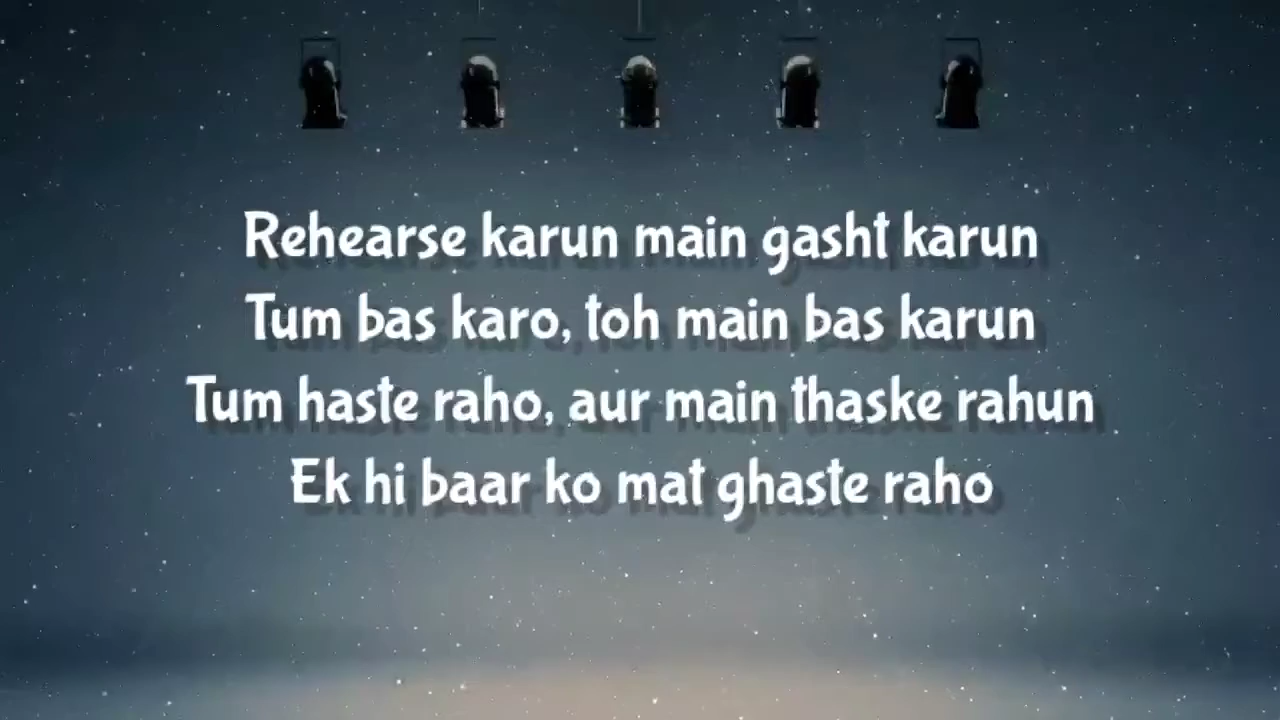 Rehearse karun main gasht karun
Tum bas karo, toh main bas karun
Tum haste raho, aur main thaske rahun
Ek hi baar ko mat ghaste raho